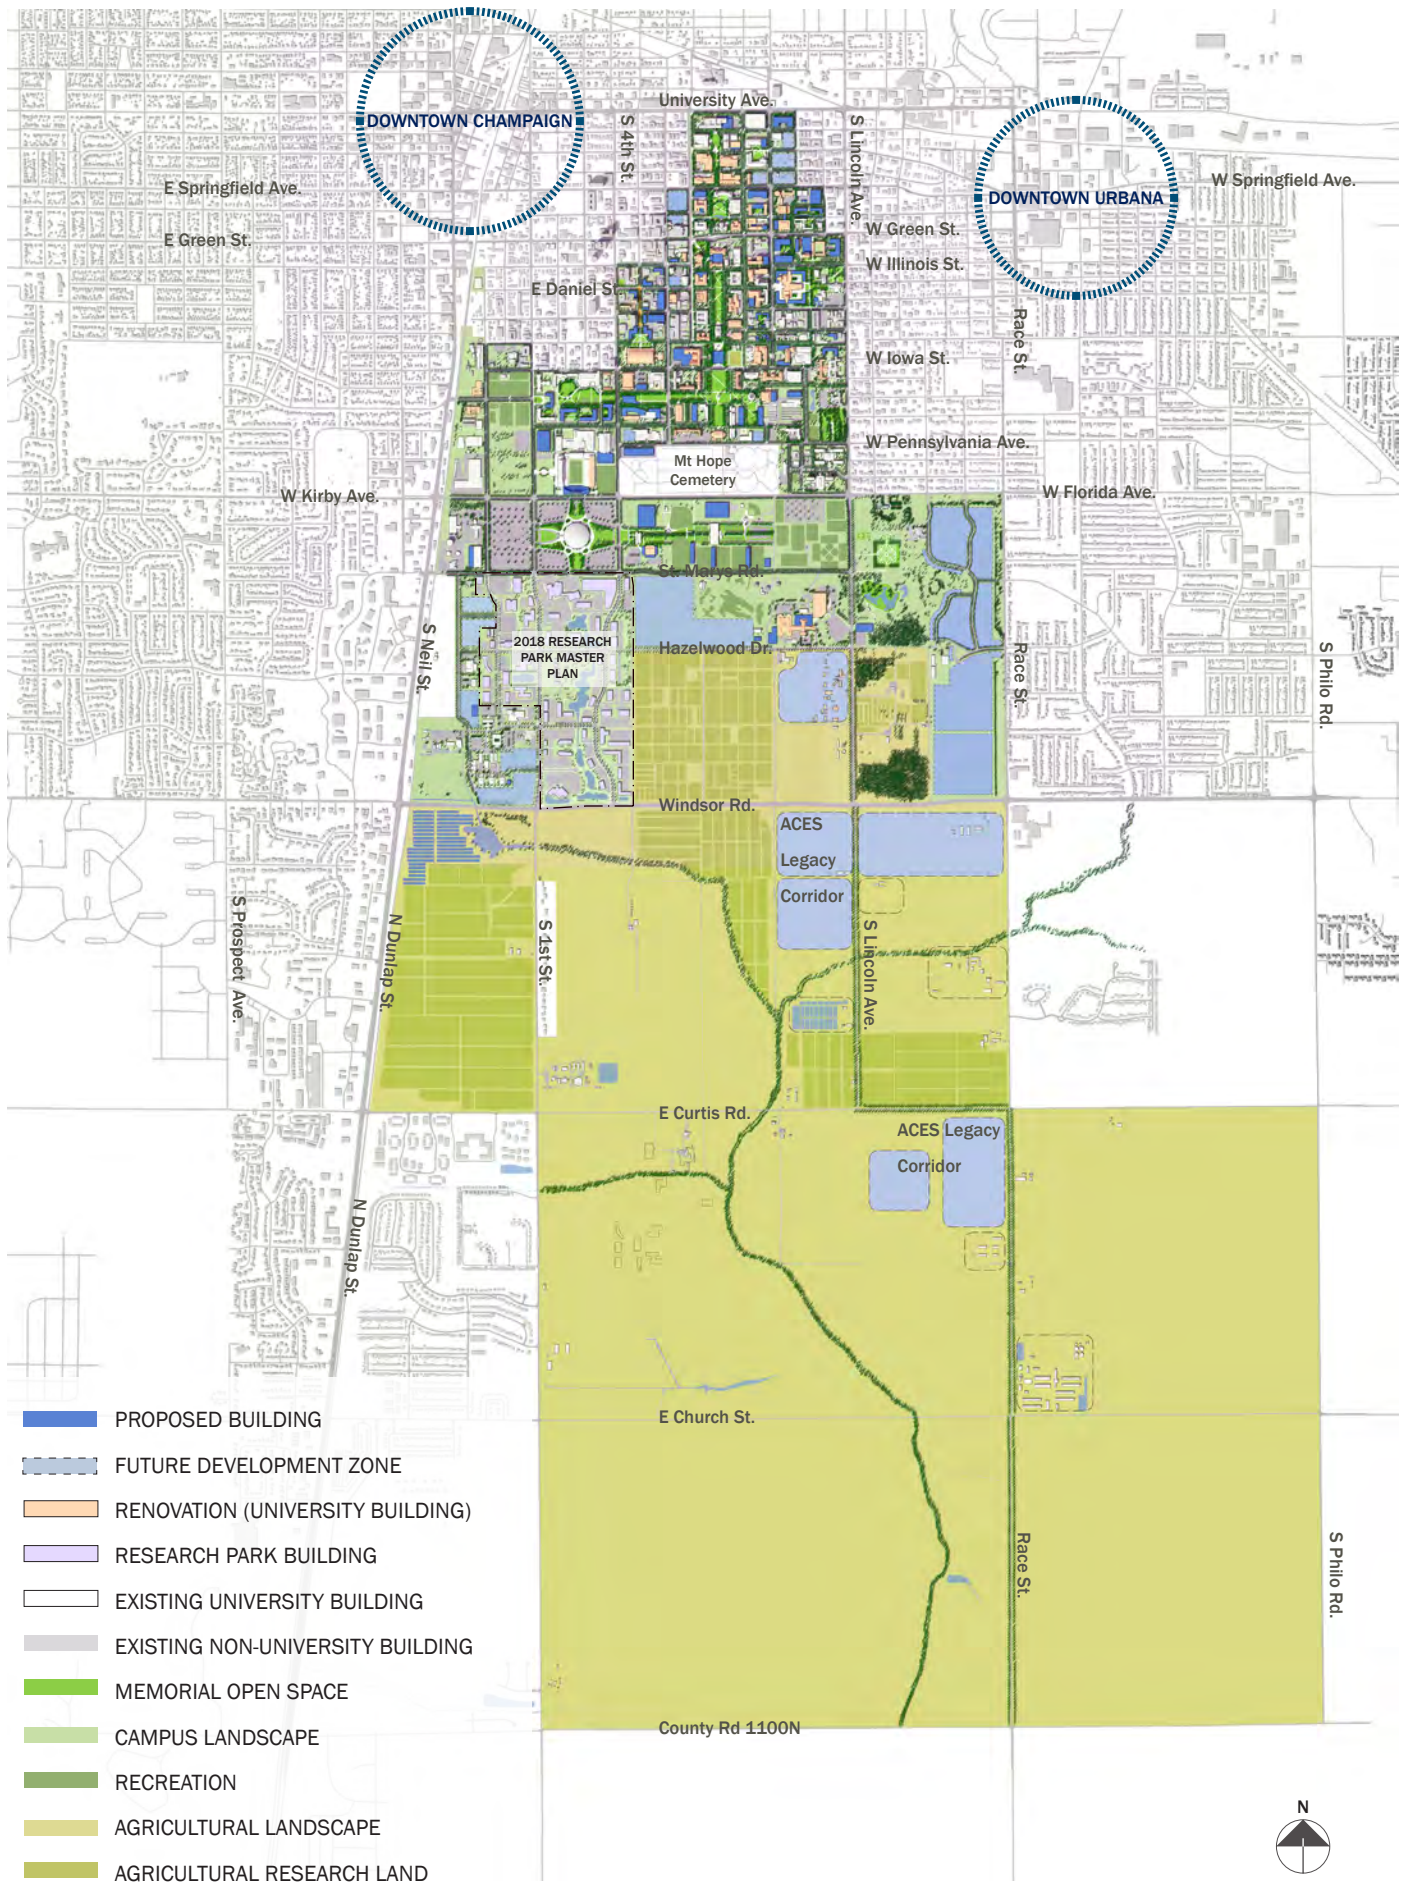 University Ave.
DOWNTOWN CHAMPAIGN
S 4th St.
S Lincoln Ave.
E Springfield Ave.
W Springfield Ave.
DOWNTOWN URBANA
E Green St.
W Green St.
W Illinois St.
E Daniel St.
Race St.
W Iowa St.
W Pennsylvania Ave.
Mt Hope
Cemetery
W Kirby Ave.
W Florida Ave.
St. Marys Rd.
S Neil St.
2018 RESEARCH
PARK MASTER
PLAN
Hazelwood Dr.
Race St.
S Philo Rd.
Windsor Rd.
ACES
Legacy
Corridor
S Prospect Ave.
N Dunlap St.
S 1st St.
S Lincoln Ave.
E Curtis Rd.
ACES Legacy
Corridor
N Dunlap St.
E Church St.
Race St.
S Philo Rd.
County Rd 1100N
PROPOSED BUILDING
FUTURE DEVELOPMENT ZONE
RENOVATION (UNIVERSITY BUILDING)
RESEARCH PARK BUILDING
EXISTING UNIVERSITY BUILDING
EXISTING NON-UNIVERSITY BUILDING
MEMORIAL OPEN SPACE
CAMPUS LANDSCAPE
RECREATION
AGRICULTURAL LANDSCAPE
AGRICULTURAL RESEARCH LAND
N